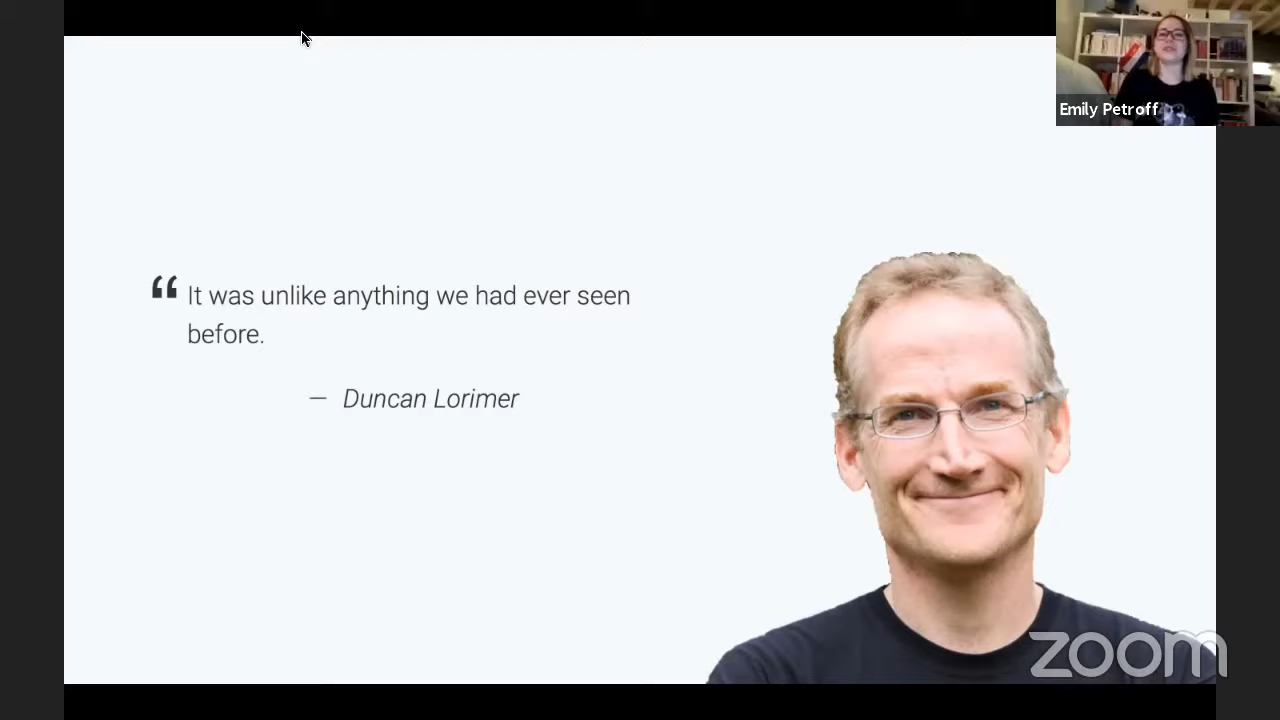 Emily Petroff
“ It was unlike anything we had ever seen
before.
— Duncan Lorimer
zoom